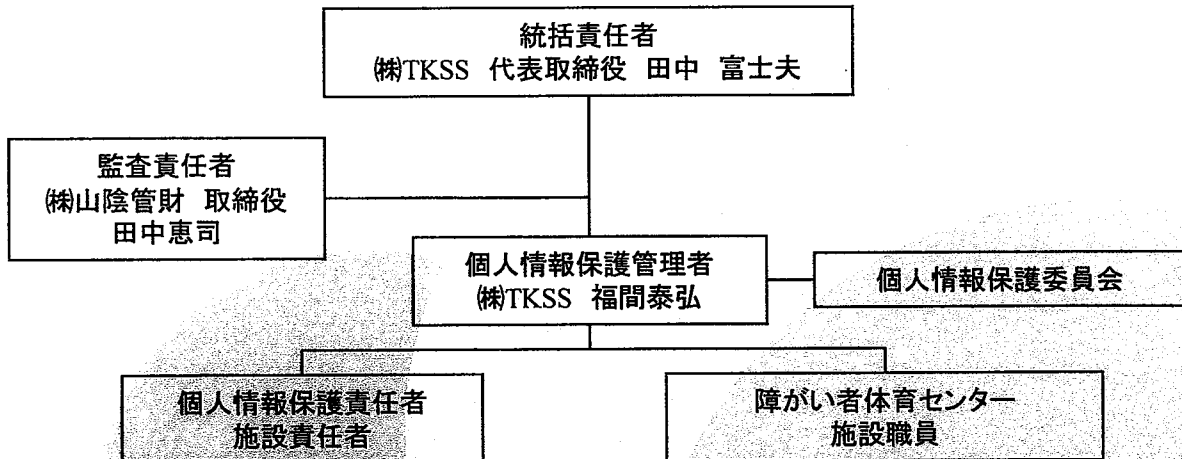 統括責任者
㈱TKSS 代表取締役 田中 富士夫
監査責任者
㈱山陰管財 取締役
田中恵司
個人情報保護管理者
㈱TKSS 福間泰弘
個人情報保護委員会
個人情報保護責任者
施設責任者
障がい者体育センター
施設職員